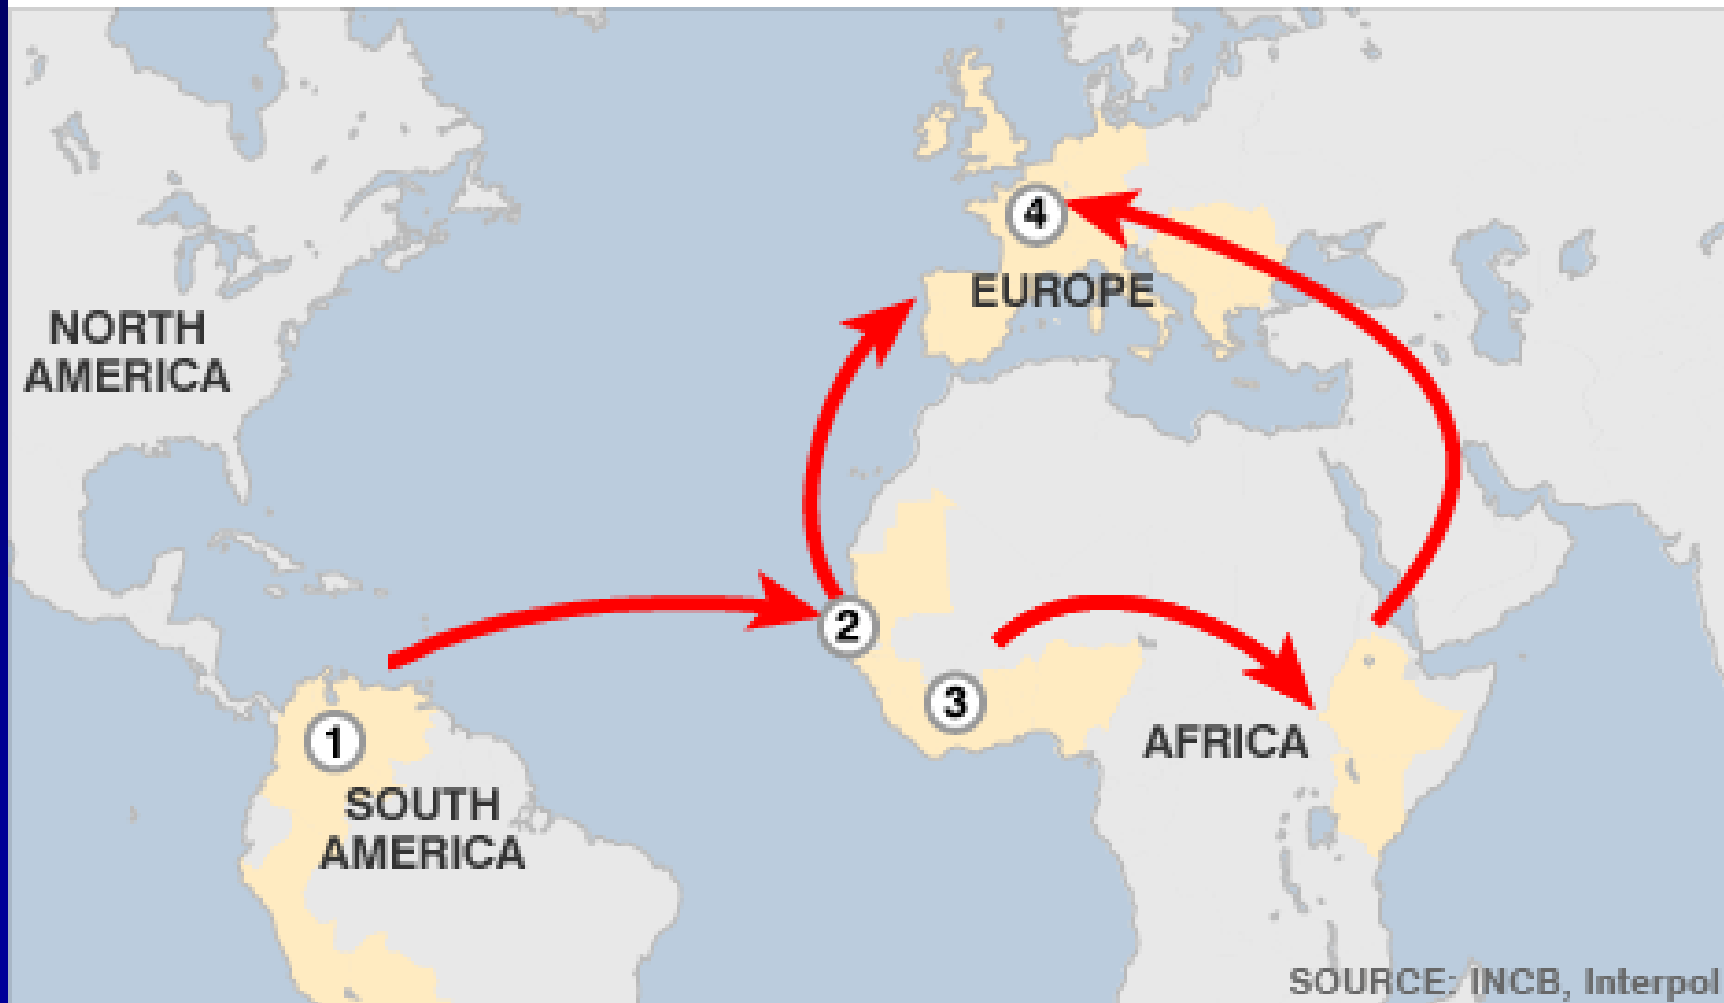 4
EUROPE
NORTH
AMERICA
2
3
AFRICA
1
SOUTH
AMERICA
SOURCE: INCB, Interpol